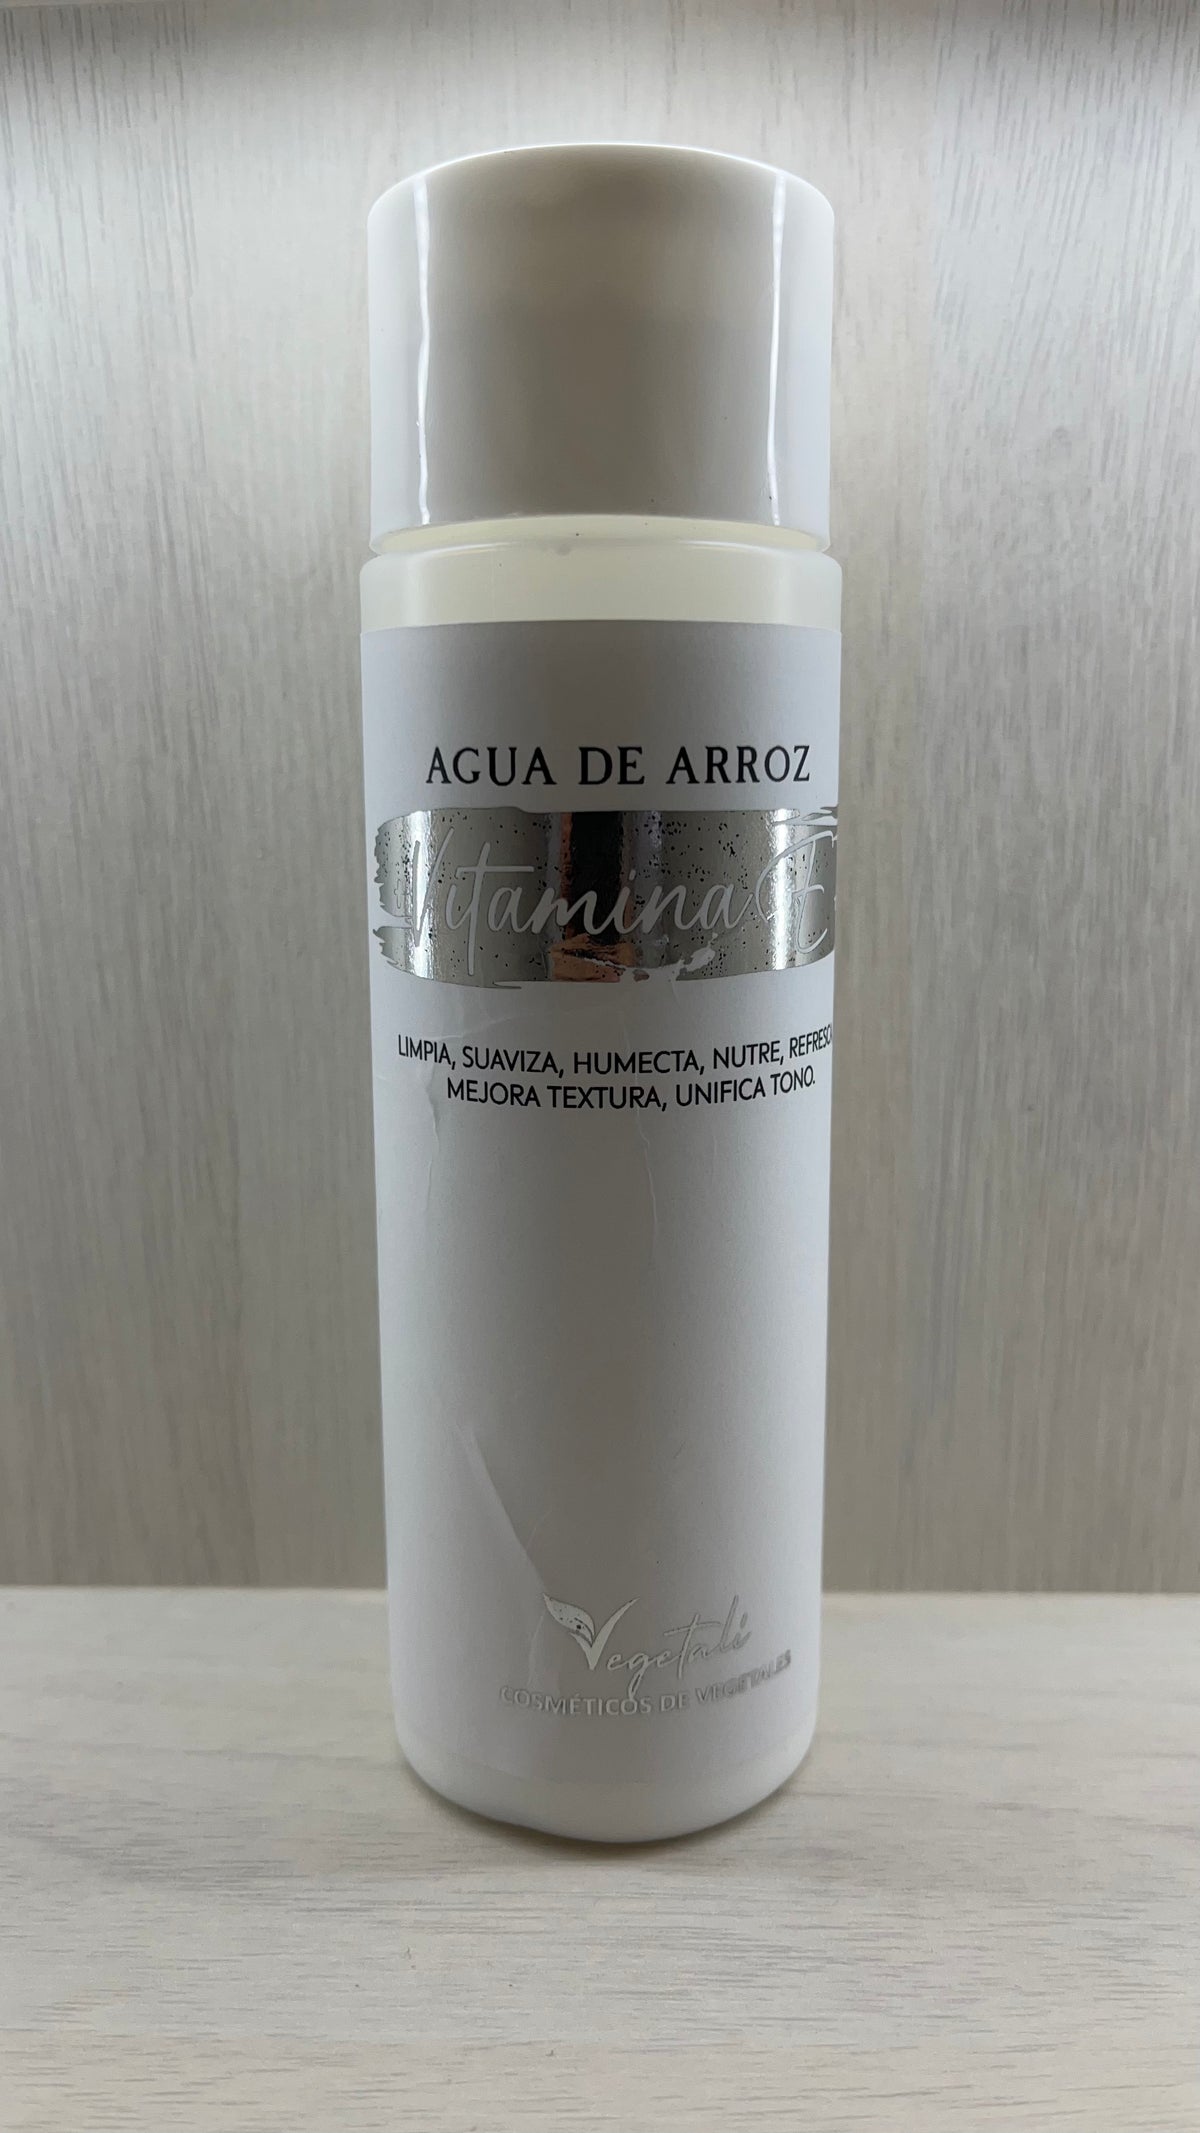 AGUA DE ARROZ
+Vitamina E
LIMPIA, SUAVIZA, HUMECTA, NUTRE, REFRESCA
MEJORA TEXTURA, UNIFICA TONO.
Vegetalí
COSMÉTICOS DE VEGETALES